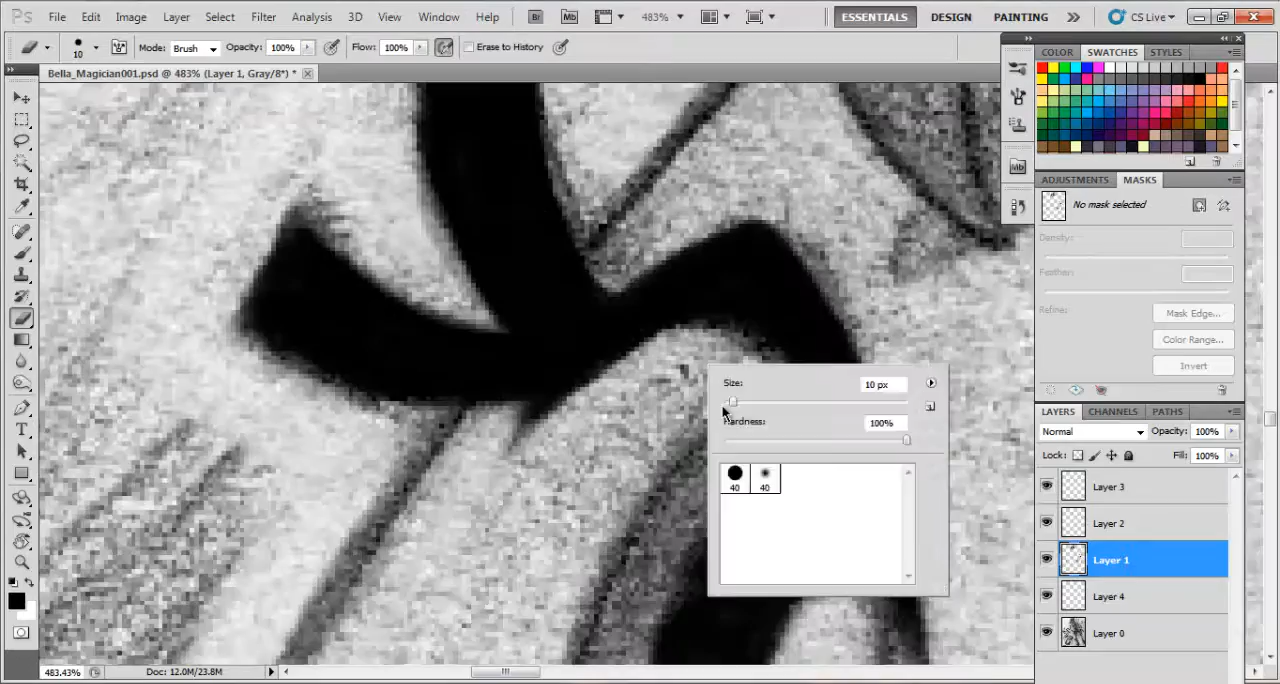 Ps File Edit Image Layer Select Filter Analysis 3D View Window Help Br Mb 483% ESSENTIALS DESIGN PAINTING CS Live
10 Mode: Brush Opacity: 100% Flow: 100% Erase to History
Bella_Magician001.psd @ 483% (Layer 1, Gray/8*) *
COLOR SWATCHES STYLES
Mb
ADJUSTMENTS MASKS
No mask selected
Density:
Feather:
Refine: Mask Edge...
Color Range...
Invert
Size: 10 px
Hardness: 100%
40 40
LAYERS CHANNELS PATHS
Normal Opacity: 100%
Lock: Fill: 100%
Layer 3
Layer 2
Layer 1
Layer 4
Layer 0
483.43% Doc: 12.0M/23.8M